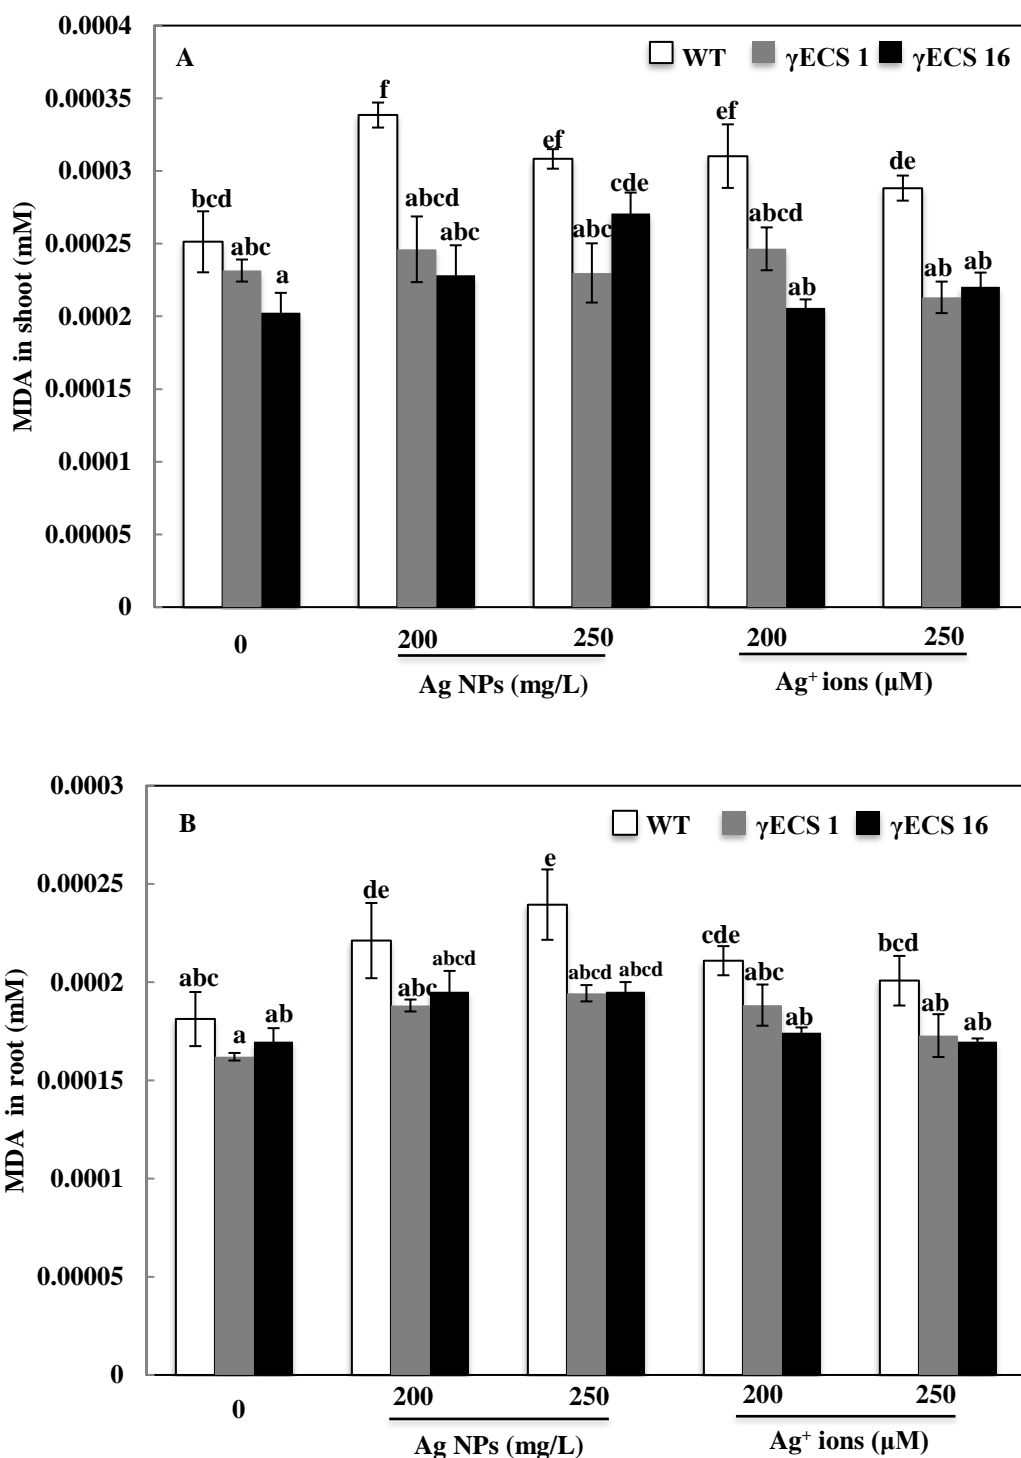 0.0004
A
WT
γECS 1
γECS 16
0.00035
f
ef
ef
0.0003
de
bcd
abcd
cde
abcd
0.00025
abc
abc
abc
a
ab
ab
ab
0.0002
0.00015
0.0001
0.00005
0
MDA in shoot (mM)
0
200
250
200
250
Ag NPs (mg/L)
Ag⁺ ions (μM)
0.0003
B
WT
γECS 1
γECS 16
e
0.00025
de
cde
bcd
abc
abcd
abcd
abcd
abc
0.0002
abc
a
ab
ab
ab
ab
0.00015
0.0001
0.00005
0
MDA in root (mM)
0
200
250
200
250
Ag NPs (mg/L)
Ag⁺ ions (μM)